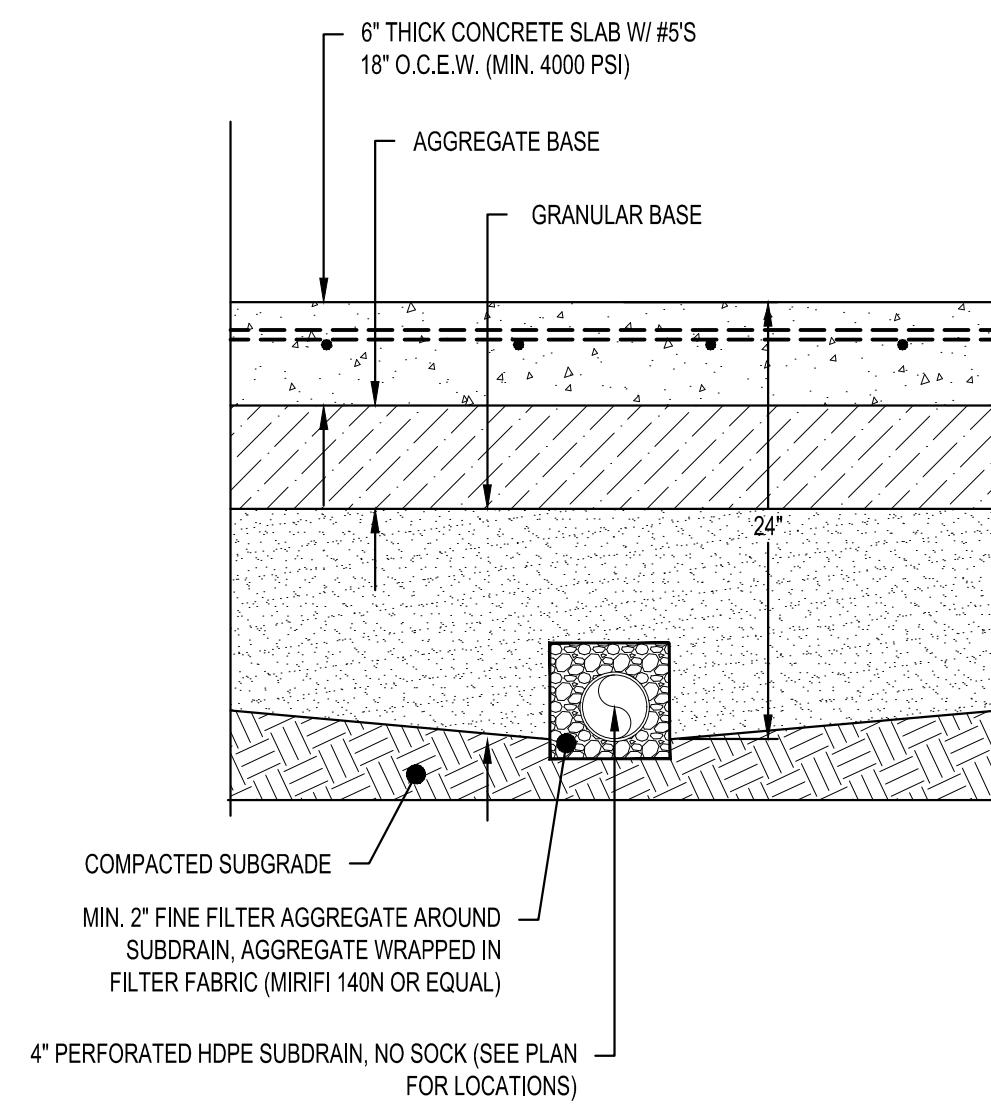 6" THICK CONCRETE SLAB W/ #5'S
18" O.C.E.W. (MIN. 4000 PSI)
AGGREGATE BASE
GRANULAR BASE
24"
COMPACTED SUBGRADE
MIN. 2" FINE FILTER AGGREGATE AROUND
SUBDRAIN, AGGREGATE WRAPPED IN
FILTER FABRIC (MIRIFI 140N OR EQUAL)
4" PERFORATED HDPE SUBDRAIN, NO SOCK (SEE PLAN
FOR LOCATIONS)